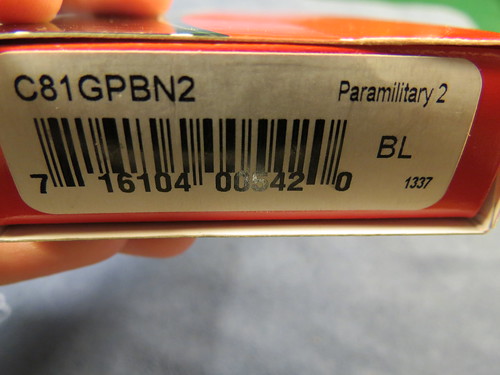 C81GPBN2
Paramilitary 2
BL
7 16104 00542 0
1337